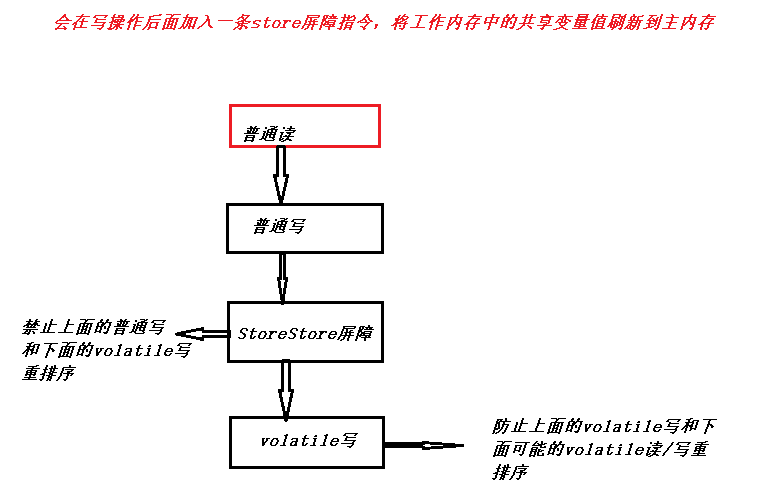 会在写操作后面加入一条store屏障指令，将工作内存中的共享变量值刷新到主内存
普通读
普通写
StoreStore屏障
禁止上面的普通写
和下面的volatile写
重排序
volatile写
防止上面的volatile写和下
面可能的volatile读/写重
排序